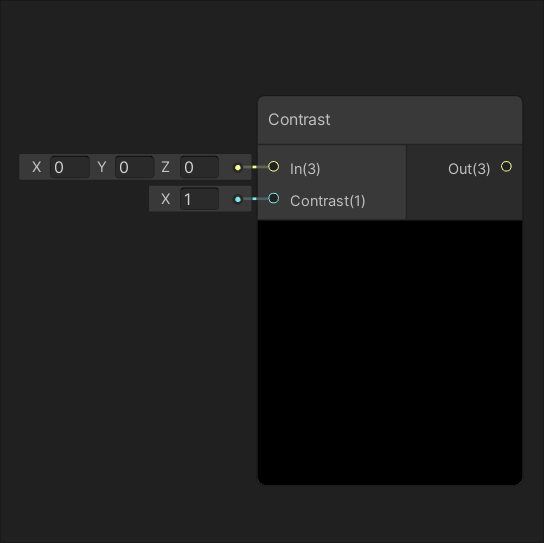 Contrast
X 0 Y 0 Z 0 In(3) Out(3)
X 1 Contrast(1)